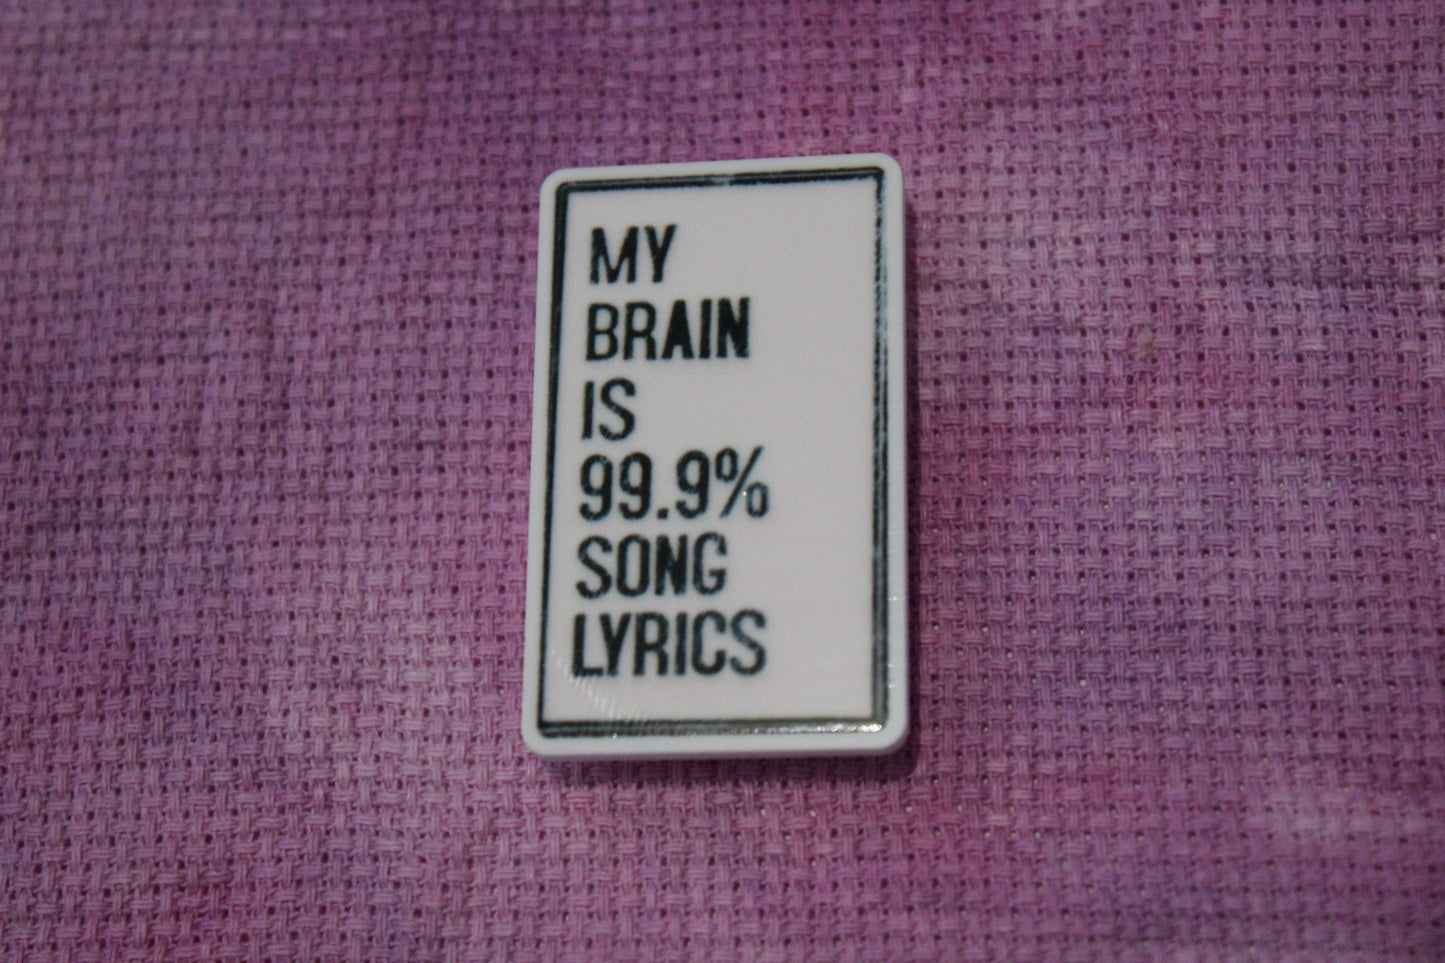 MY
BRAIN
IS
99.9%
SONG
LYRICS